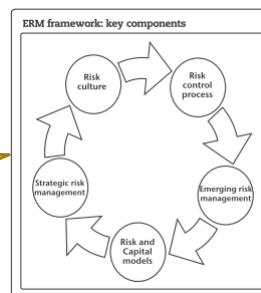 ERM framework: key components
Risk
culture
Risk
control
process
Emerging risk
management
Risk and
Capital
models
Strategic risk
management